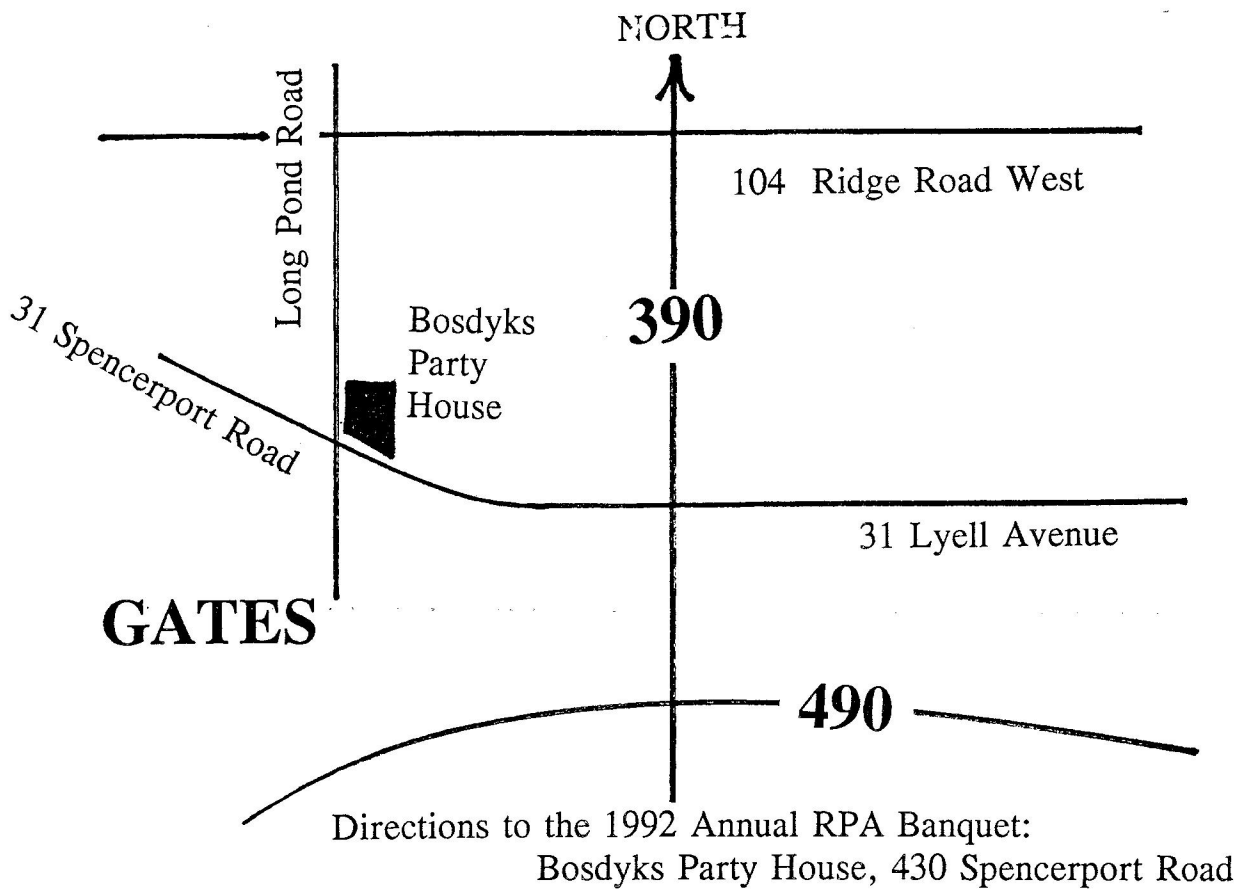 NORTH
Long Pond Road
104 Ridge Road West
31 Spencerport Road
Bosdyks
Party
House
390
31 Lyell Avenue
GATES
490
Directions to the 1992 Annual RPA Banquet:
Bosdyks Party House, 430 Spencerport Road